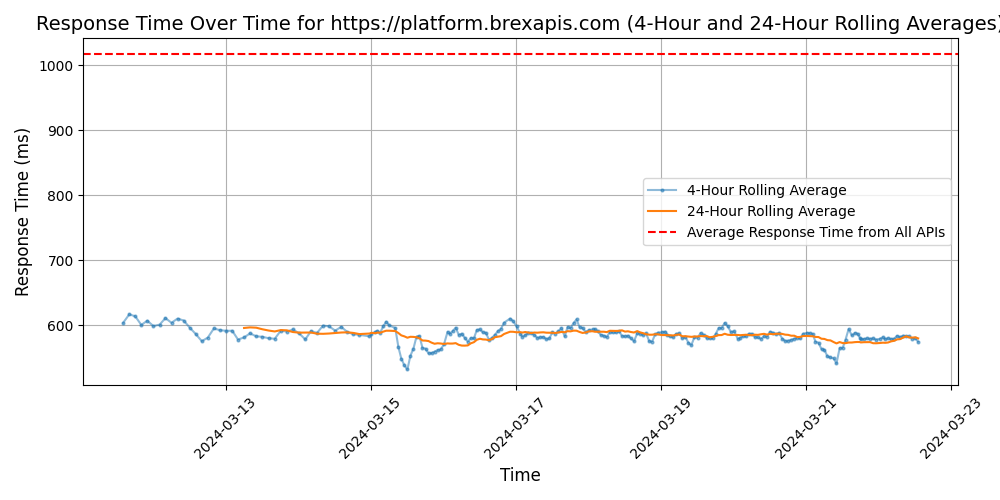 Response Time Over Time for https://platform.brexapis.com (4-Hour and 24-Hour Rolling Averages)
Response Time (ms)
1000
900
800
700
600
4-Hour Rolling Average
24-Hour Rolling Average
Average Response Time from All APIs
2024-03-13
2024-03-15
2024-03-17
2024-03-19
2024-03-21
2024-03-23
Time